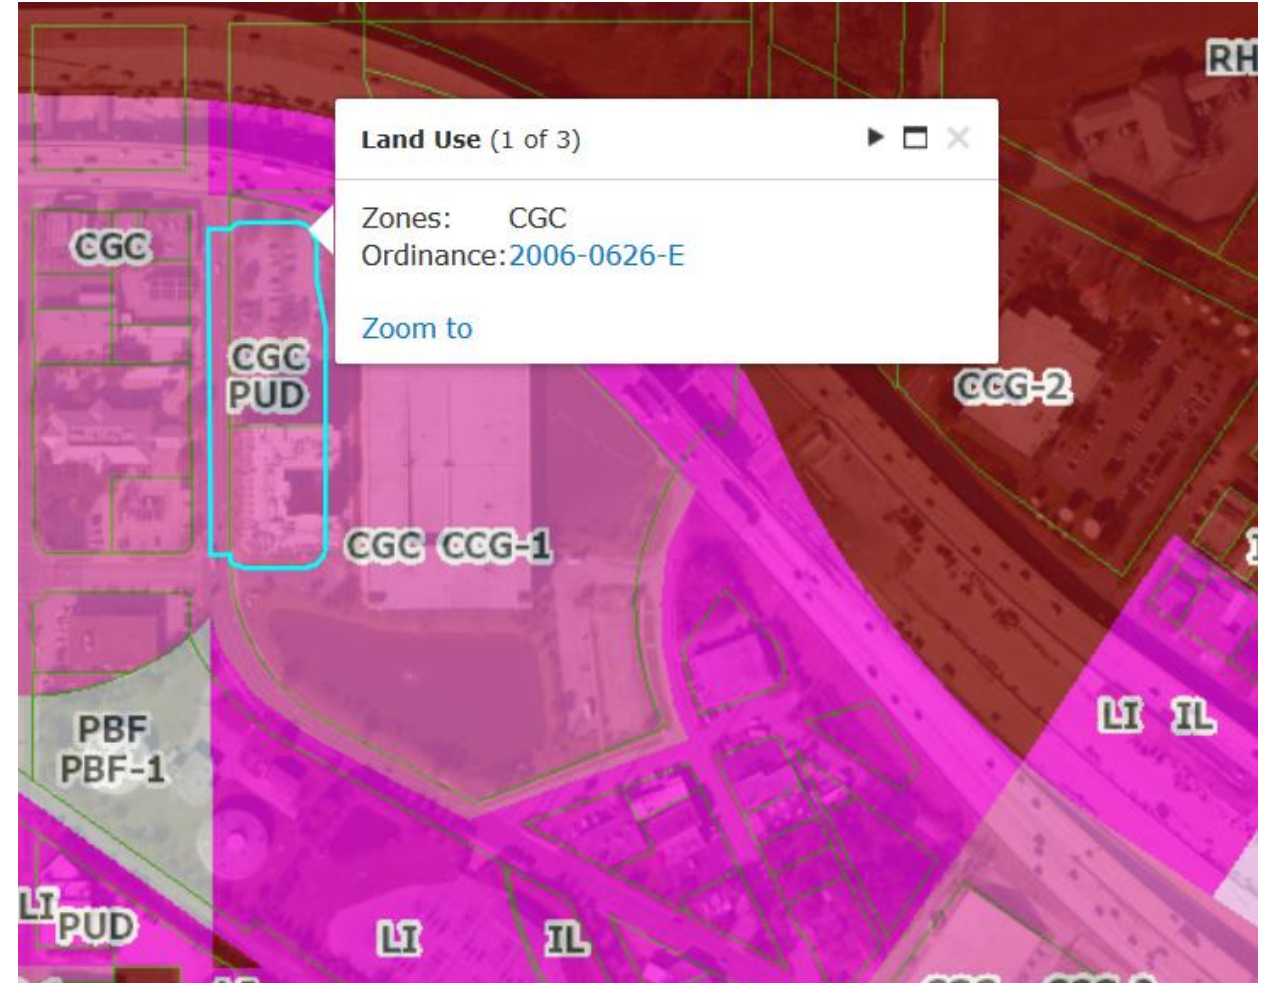 RH
Land Use (1 of 3)
Zones: CGC
Ordinance: 2006-0626-E
Zoom to
CGC
CGC
PUD
CCG-2
CGC CCG-1
LI IL
PBF
PBF-1
LI
PUD
LI IL